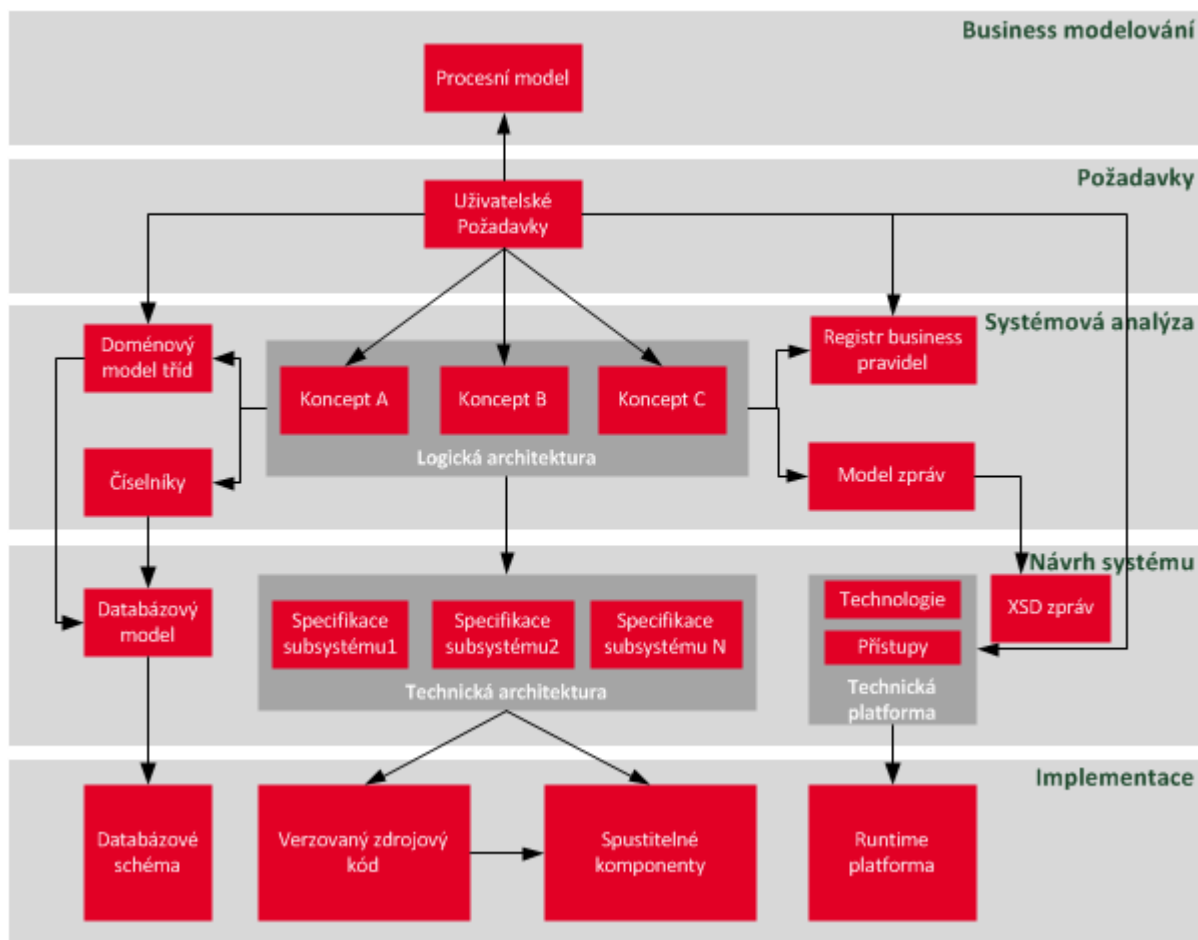 Business modelování
Procesní model
Požadavky
Uživatelské
Požadavky
Systémová analýza
Doménový
model tříd
Koncept A
Koncept B
Koncept C
Logická architektura
Registr business
pravidel
Číselníky
Model zpráv
Návrh systému
Databázový
model
Specifikace
subsystému1
Specifikace
subsystému2
Specifikace
subsystému N
Technická architektura
Technologie
Přístupy
Technická
platforma
XSD zpráv
Implementace
Databázové
schéma
Verzovaný zdrojový
kód
Spustitelné
komponenty
Runtime
platforma